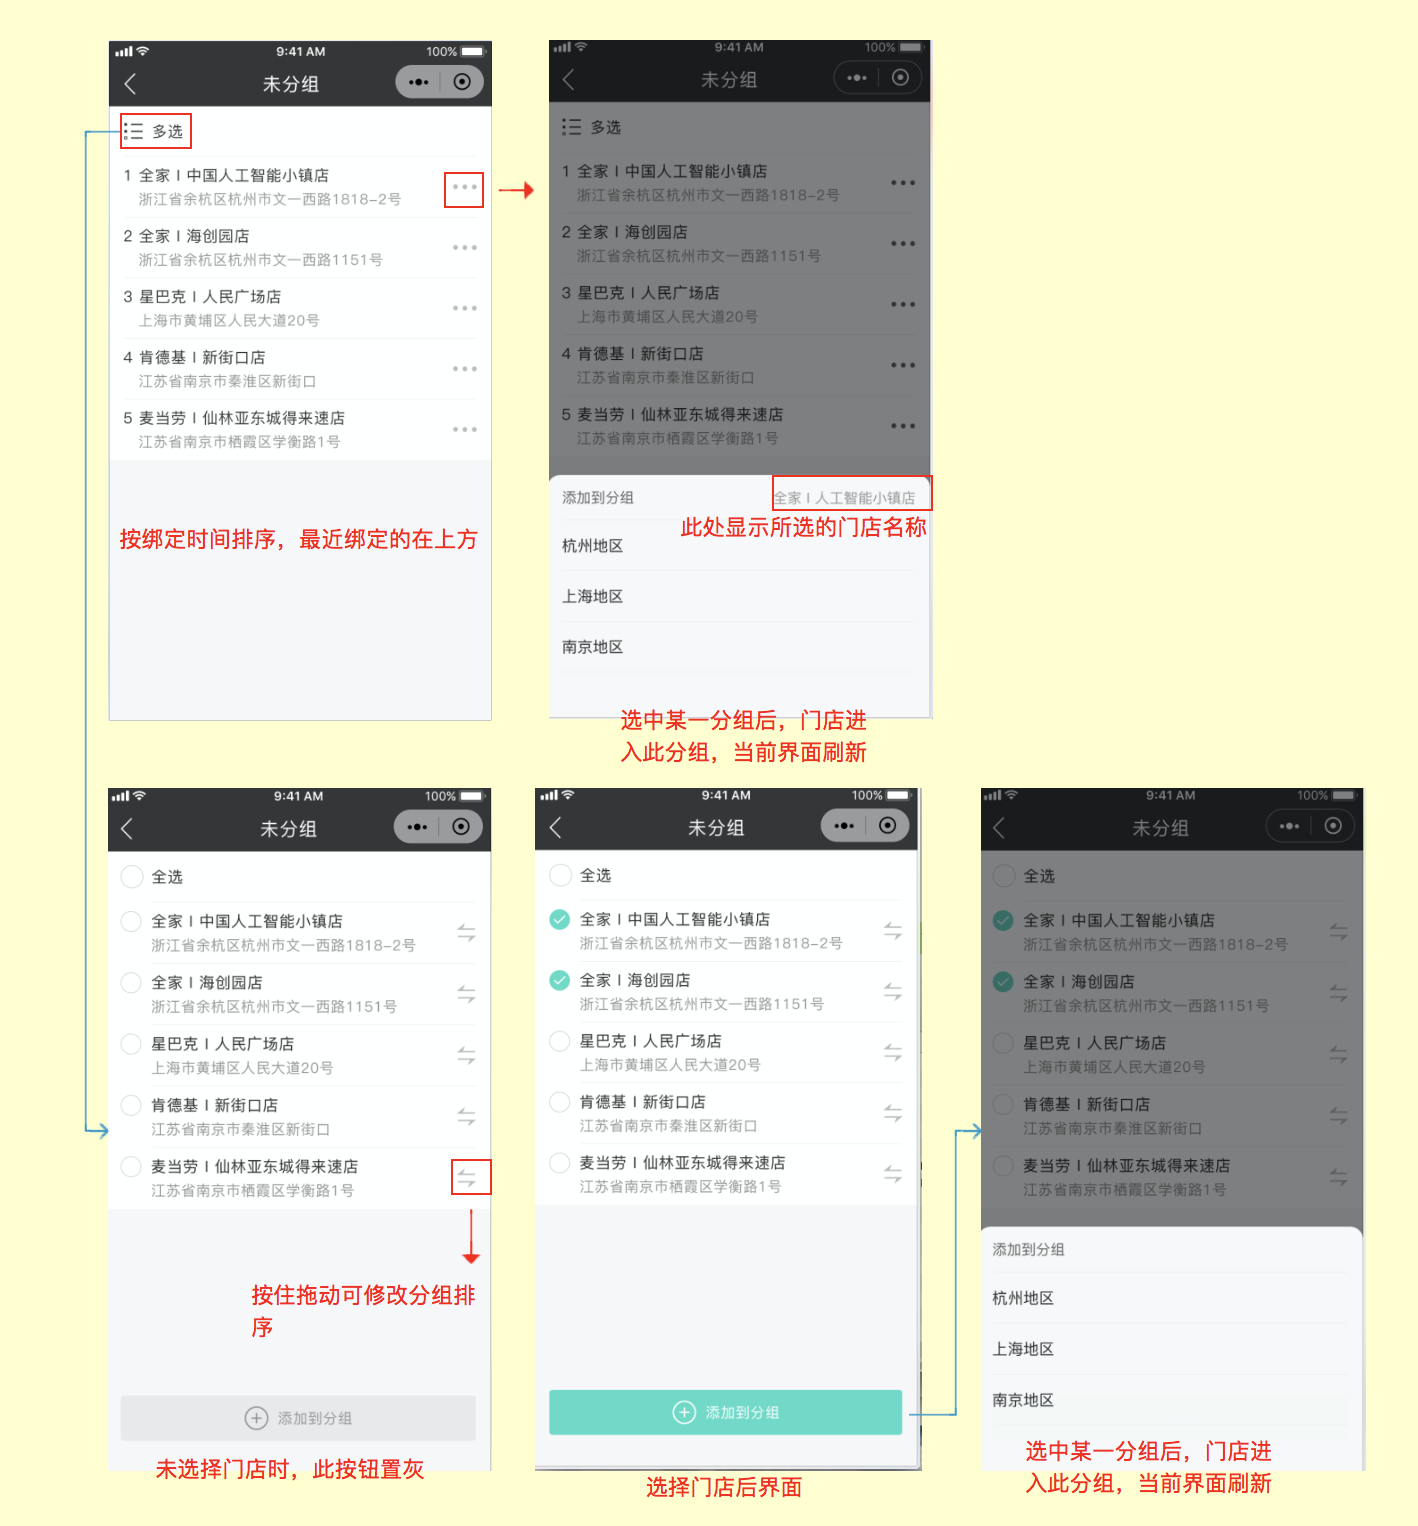 9:41 AM
100%
未分组
多选
1 全家 I 中国人工智能小镇店
浙江省余杭区杭州市文一西路1818-2号
2 全家 I 海创园店
浙江省余杭区杭州市文一西路1151号
3 星巴克 I 人民广场店
上海市黄埔区人民大道20号
4 肯德基 I 新街口店
江苏省南京市秦淮区新街口
5 麦当劳 I 仙林亚东城得来速店
江苏省南京市栖霞区学衡路1号
按绑定时间排序，最近绑定的在上方
9:41 AM
100%
未分组
多选
1 全家 I 中国人工智能小镇店
浙江省余杭区杭州市文一西路1818-2号
2 全家 I 海创园店
浙江省余杭区杭州市文一西路1151号
3 星巴克 I 人民广场店
上海市黄埔区人民大道20号
4 肯德基 I 新街口店
江苏省南京市秦淮区新街口
5 麦当劳 I 仙林亚东城得来速店
江苏省南京市栖霞区学衡路1号
添加到分组
全家 I 人工智能小镇店
此处显示所选的门店名称
杭州地区
上海地区
南京地区
选中某一分组后，门店进
入此分组，当前界面刷新
9:41 AM
100%
未分组
全选
全家 I 中国人工智能小镇店
浙江省余杭区杭州市文一西路1818-2号
全家 I 海创园店
浙江省余杭区杭州市文一西路1151号
星巴克 I 人民广场店
上海市黄埔区人民大道20号
肯德基 I 新街口店
江苏省南京市秦淮区新街口
麦当劳 I 仙林亚东城得来速店
江苏省南京市栖霞区学衡路1号
按住拖动可修改分组排
序
添加到分组
未选择门店时，此按钮置灰
9:41 AM
100%
未分组
全选
全家 I 中国人工智能小镇店
浙江省余杭区杭州市文一西路1818-2号
全家 I 海创园店
浙江省余杭区杭州市文一西路1151号
星巴克 I 人民广场店
上海市黄埔区人民大道20号
肯德基 I 新街口店
江苏省南京市秦淮区新街口
麦当劳 I 仙林亚东城得来速店
江苏省南京市栖霞区学衡路1号
添加到分组
选择门店后界面
9:41 AM
100%
未分组
全选
全家 I 中国人工智能小镇店
浙江省余杭区杭州市文一西路1818-2号
全家 I 海创园店
浙江省余杭区杭州市文一西路1151号
星巴克 I 人民广场店
上海市黄埔区人民大道20号
肯德基 I 新街口店
江苏省南京市秦淮区新街口
麦当劳 I 仙林亚东城得来速店
江苏省南京市栖霞区学衡路1号
添加到分组
杭州地区
上海地区
南京地区
选中某一分组后，门店进
入此分组，当前界面刷新